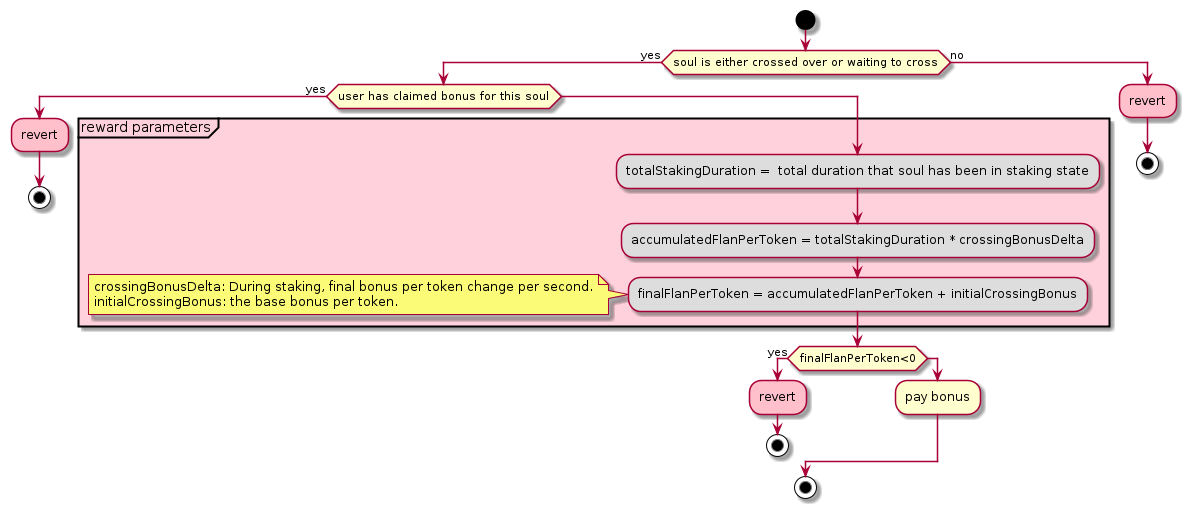 yes
soul is either crossed over or waiting to cross
no
yes
user has claimed bonus for this soul
revert
revert
reward parameters
totalStakingDuration =  total duration that soul has been in staking state
accumulatedFlanPerToken = totalStakingDuration * crossingBonusDelta
crossingBonusDelta: During staking, final bonus per token change per second.
initialCrossingBonus: the base bonus per token.
finalFlanPerToken = accumulatedFlanPerToken + initialCrossingBonus
yes
finalFlanPerToken<0
revert
pay bonus